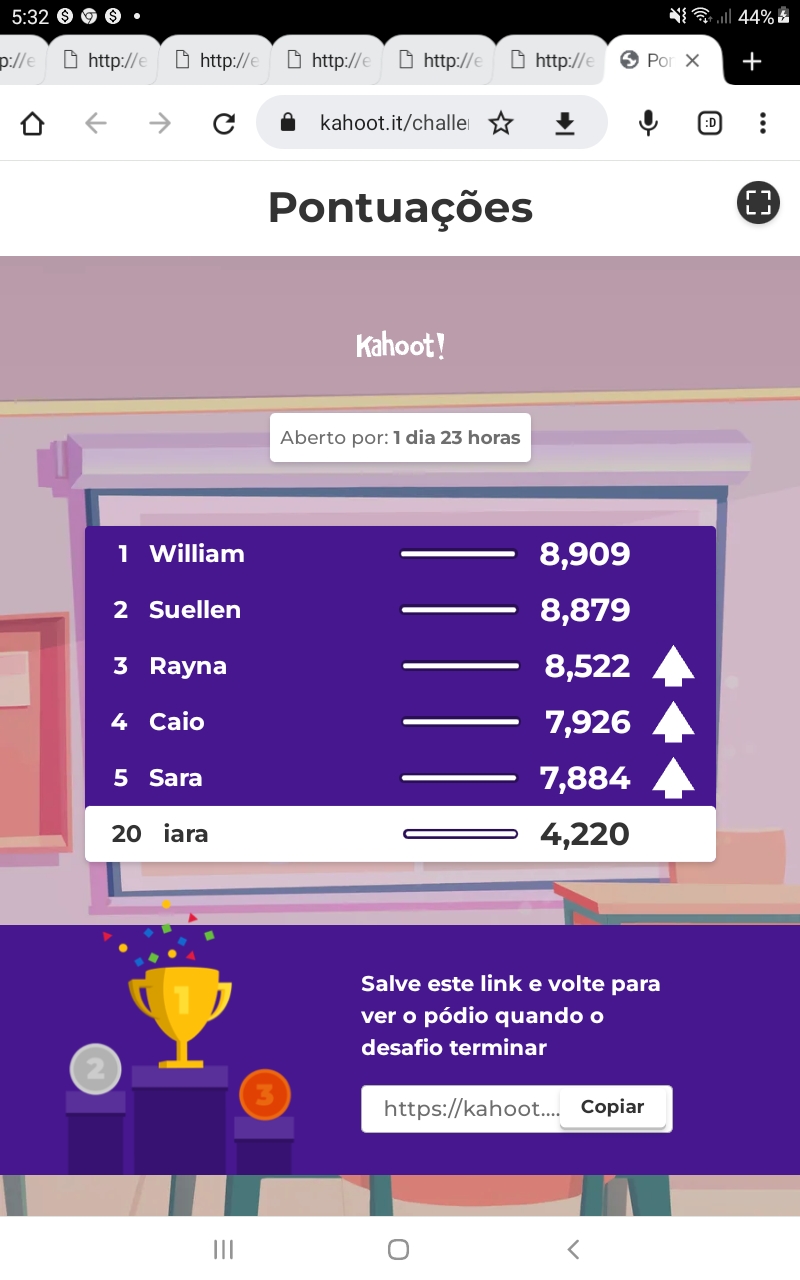 5:32 44%
p://e http://e http://e http://e http://e http://e Por
kahoot.it/challe :D
Pontuações
Kahoot!
Aberto por: 1 dia 23 horas
1 William 8,909
2 Suellen 8,879
3 Rayna 8,522
4 Caio 7,926
5 Sara 7,884
20 iara 4,220
1
2
3
Salve este link e volte para
ver o pódio quando o
desafio terminar
https://kahoot.... Copiar